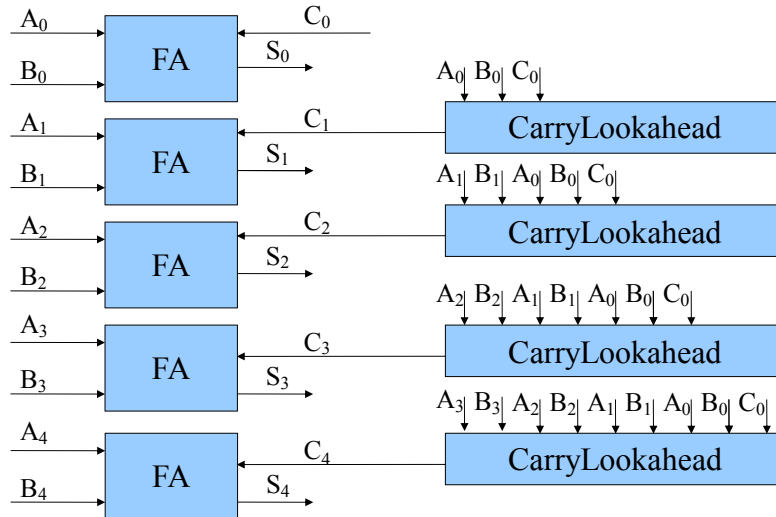 A₀ C₀
FA
S₀
B₀
A₀ B₀ C₀
CarryLookahead
A₁ C₁
FA
S₁
B₁
A₁ B₁ A₀ B₀ C₀
CarryLookahead
A₂ C₂
FA
S₂
B₂
A₂ B₂ A₁ B₁ A₀ B₀ C₀
CarryLookahead
A₃ C₃
FA
S₃
B₃
A₃ B₃ A₂ B₂ A₁ B₁ A₀ B₀ C₀
CarryLookahead
A₄ C₄
FA
S₄
B₄